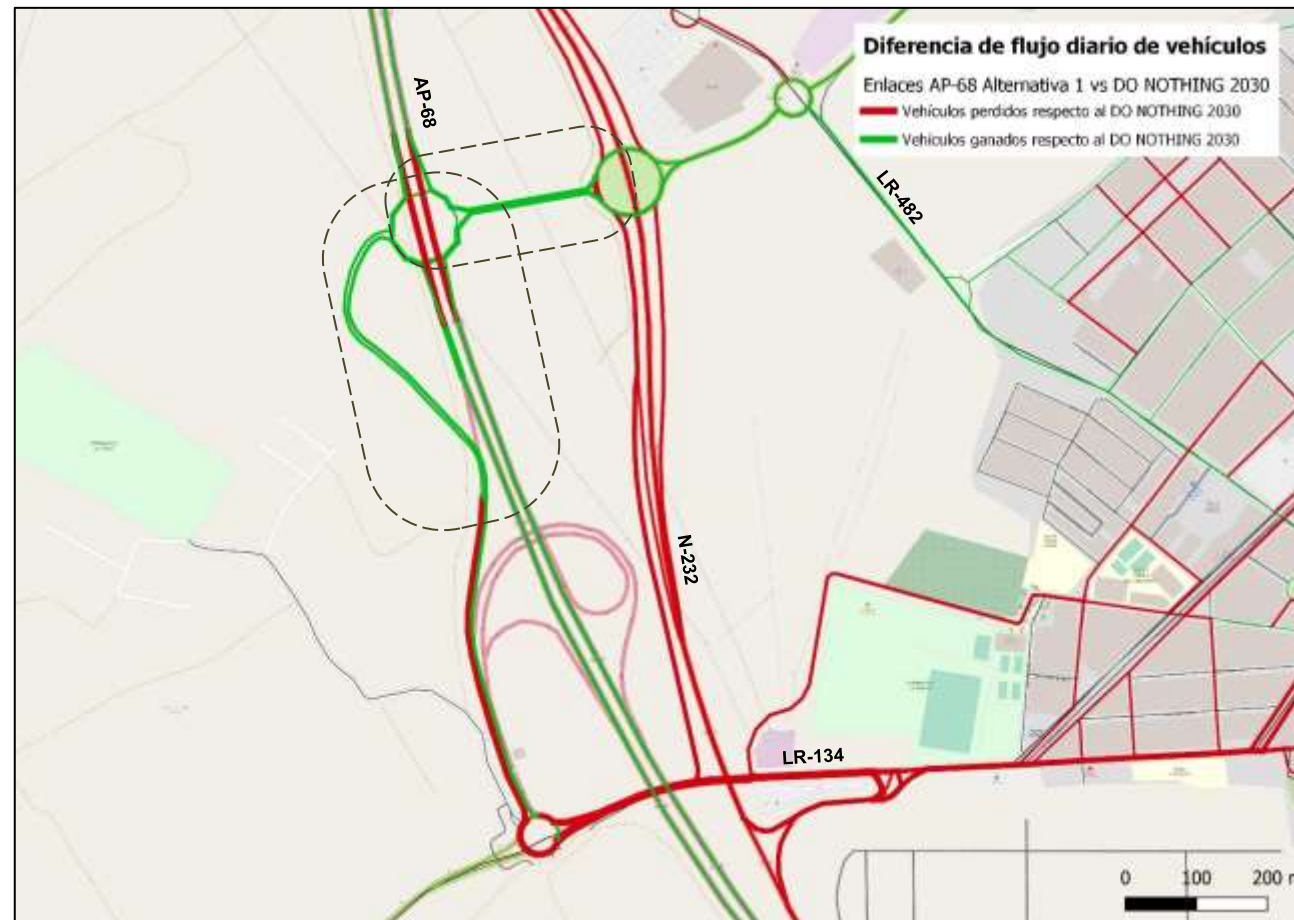 Diferencia de flujo diario de vehículos
Enlaces AP-68 Alternativa 1 vs DO NOTHING 2030
Vehículos perdidos respecto al DO NOTHING 2030
Vehículos ganados respecto al DO NOTHING 2030
AP-68
LR-482
N-232
LR-134
0 100 200 m